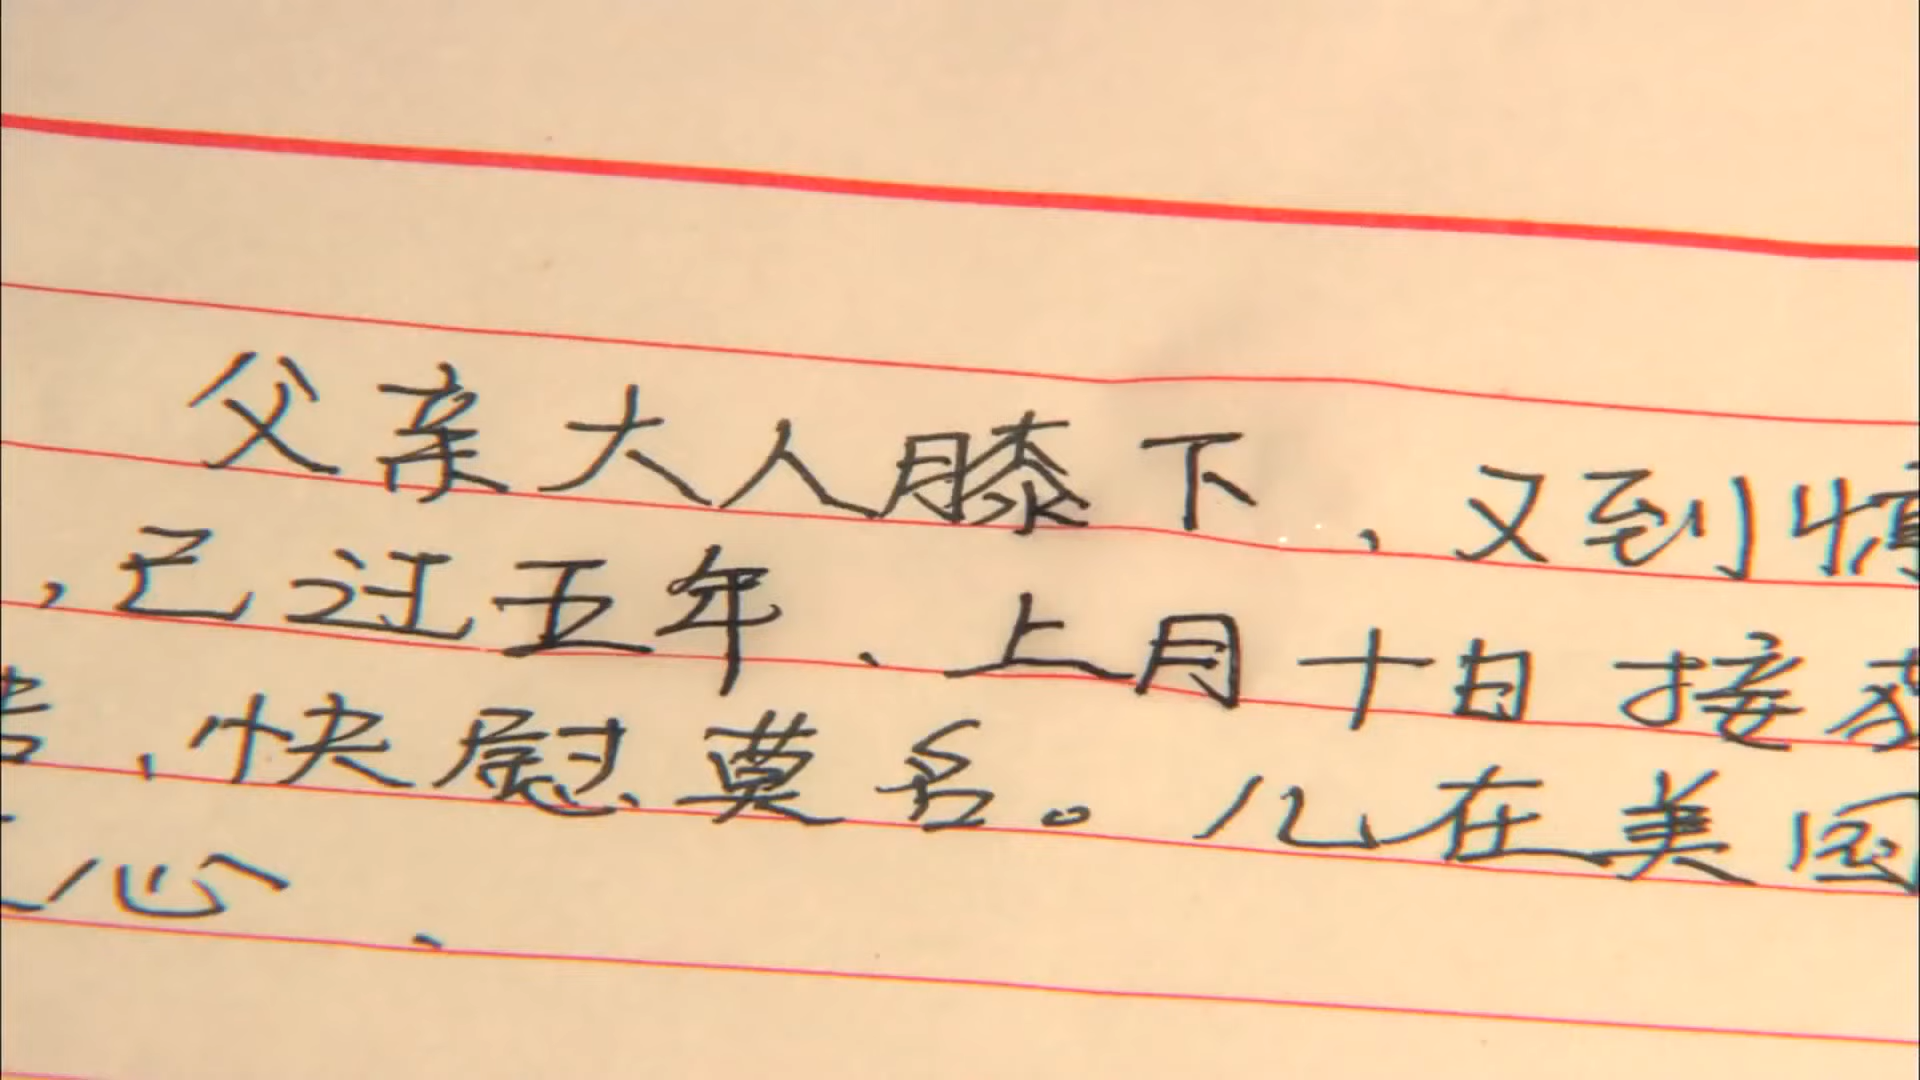 父亲大人膝下,又到
,已过五年、上月十日接
,快慰莫名。儿在美国
心、